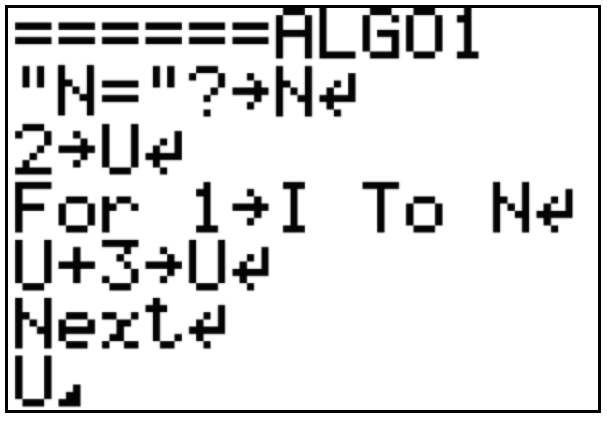 ======ALGO1
"N="?→N↵
2→U↵
For 1→I To N↵
U+3→U↵
Next↵
U◢